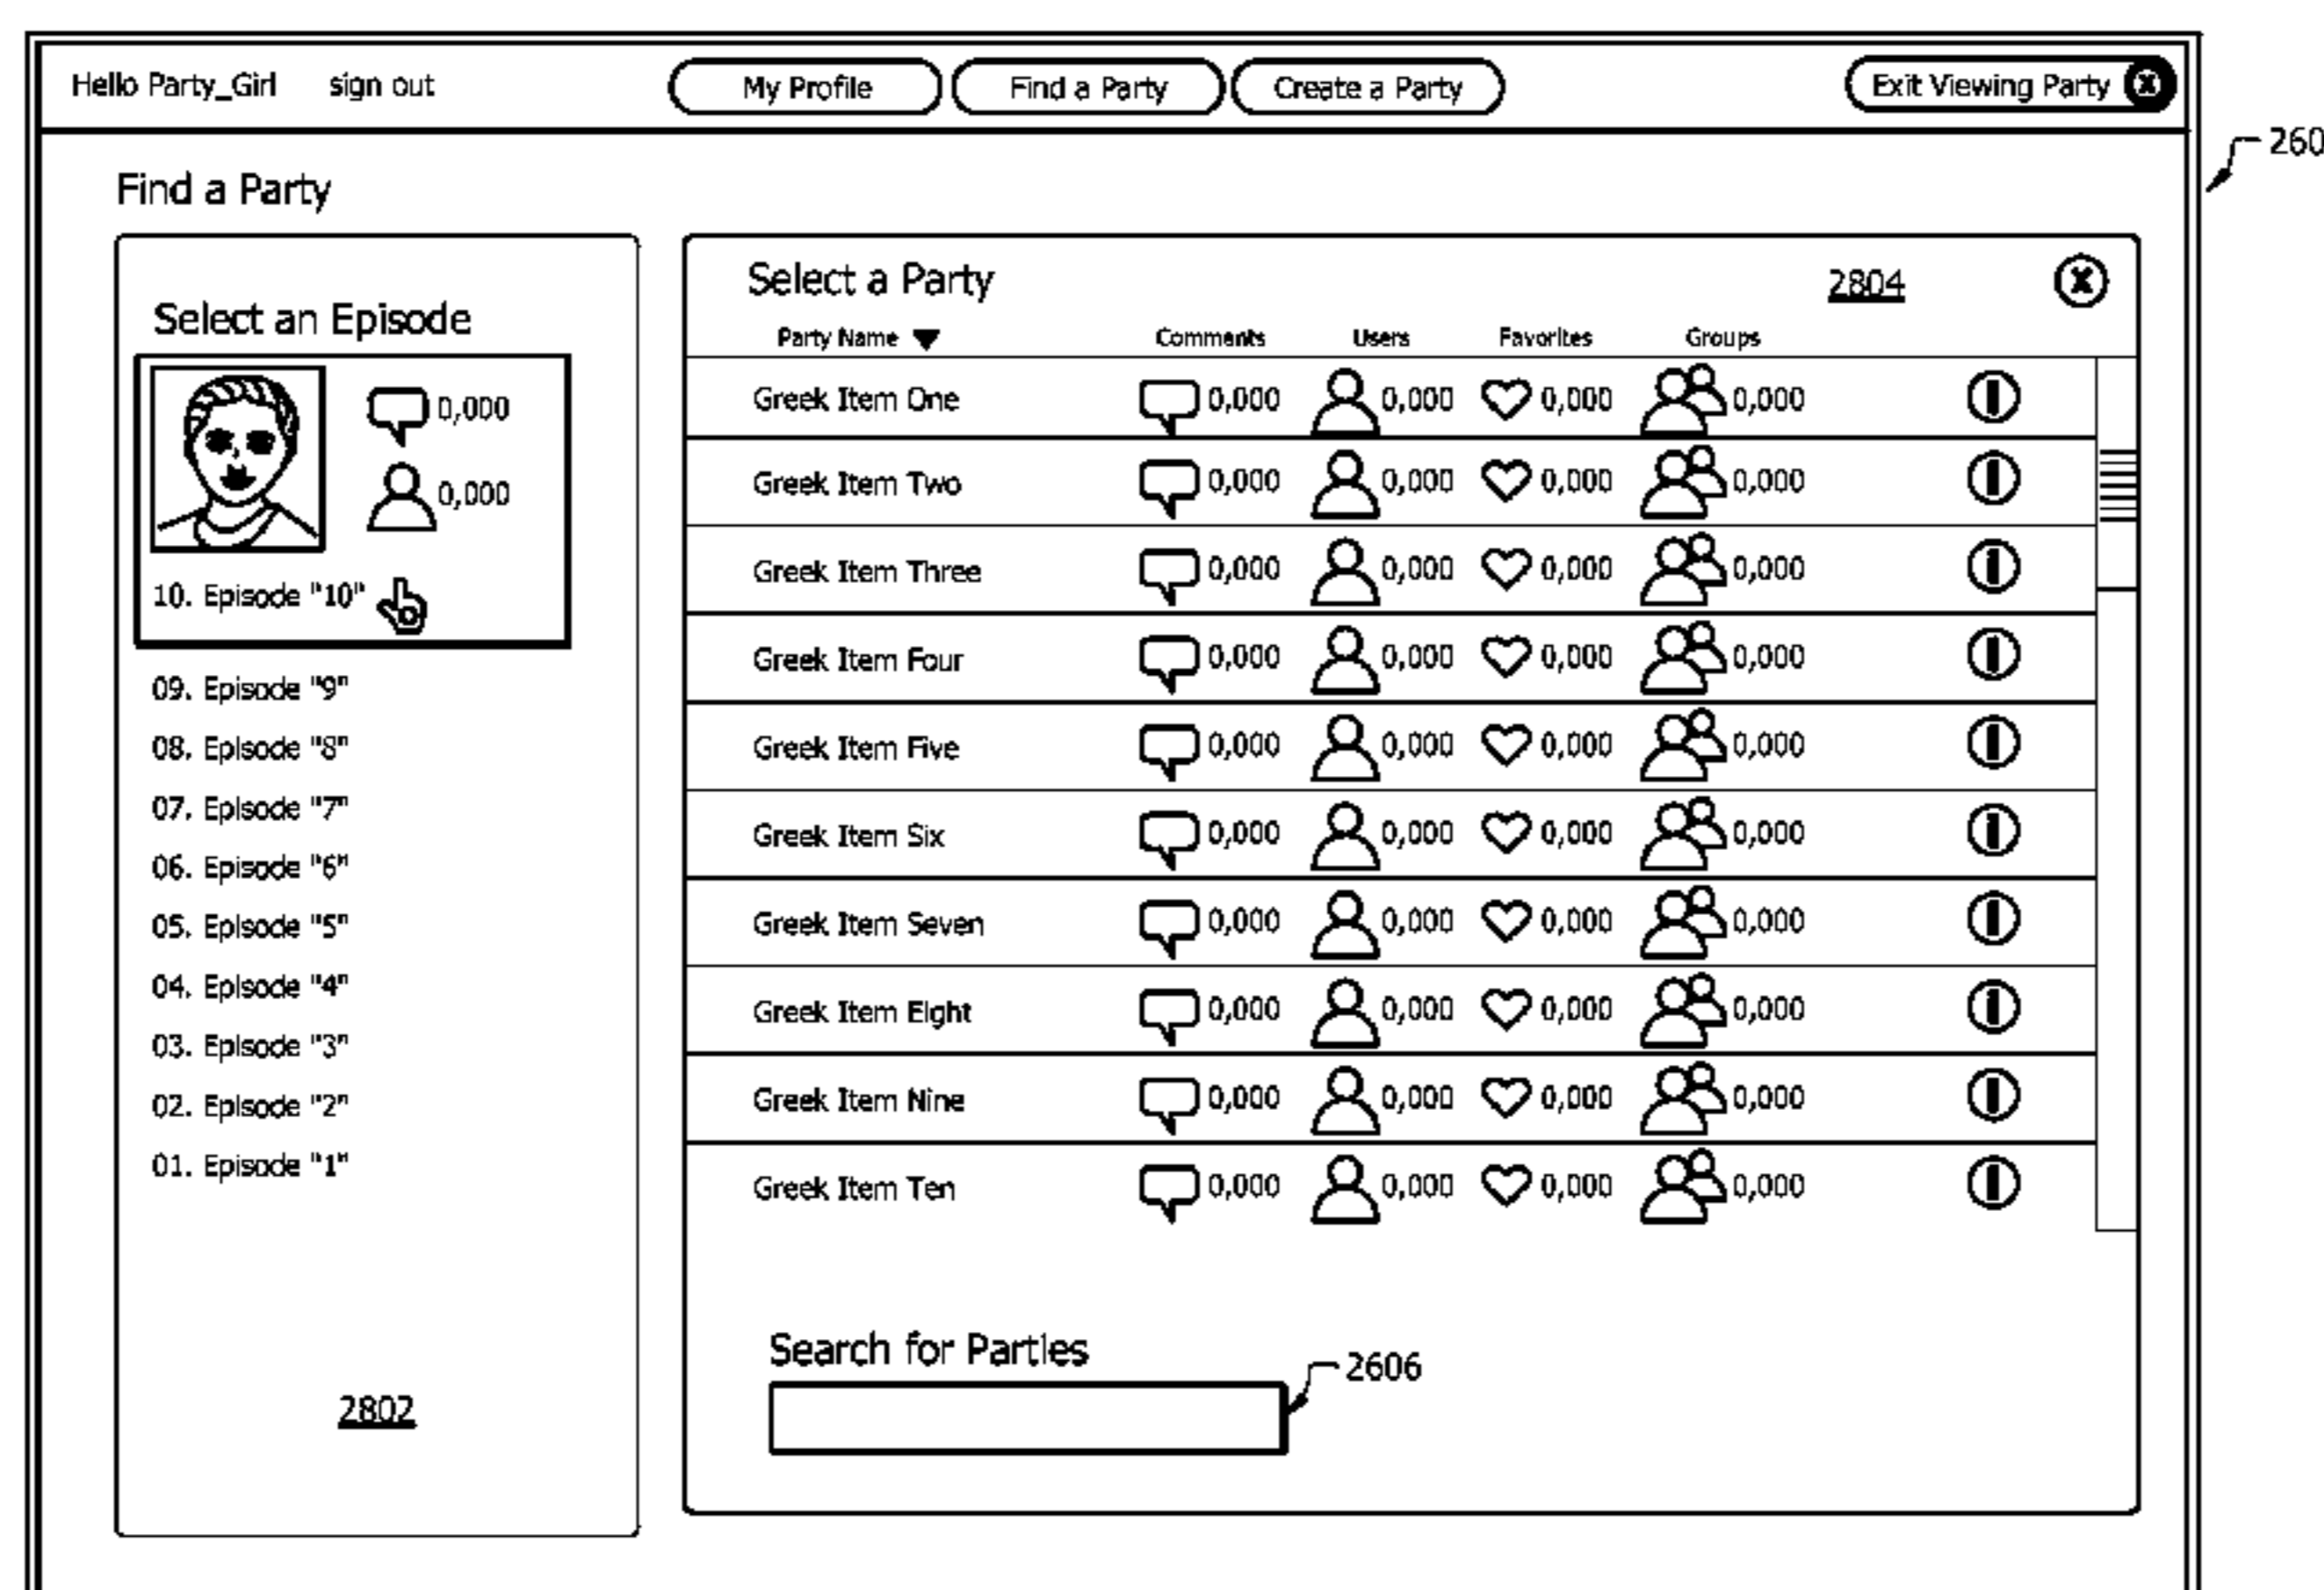 Hello Party_Girl sign out My Profile Find a Party Create a Party Exit Viewing Party X
260
Find a Party
Select an Episode
0,000
0,000
10. Episode "10"
09. Episode "9"
08. Episode "8"
07. Episode "7"
06. Episode "6"
05. Episode "5"
04. Episode "4"
03. Episode "3"
02. Episode "2"
01. Episode "1"
2802
Select a Party 2804 X
Party Name Comments Users Favorites Groups
Greek Item One 0,000 0,000 0,000 0,000
Greek Item Two 0,000 0,000 0,000 0,000
Greek Item Three 0,000 0,000 0,000 0,000
Greek Item Four 0,000 0,000 0,000 0,000
Greek Item Five 0,000 0,000 0,000 0,000
Greek Item Six 0,000 0,000 0,000 0,000
Greek Item Seven 0,000 0,000 0,000 0,000
Greek Item Eight 0,000 0,000 0,000 0,000
Greek Item Nine 0,000 0,000 0,000 0,000
Greek Item Ten 0,000 0,000 0,000 0,000
Search for Parties
2606